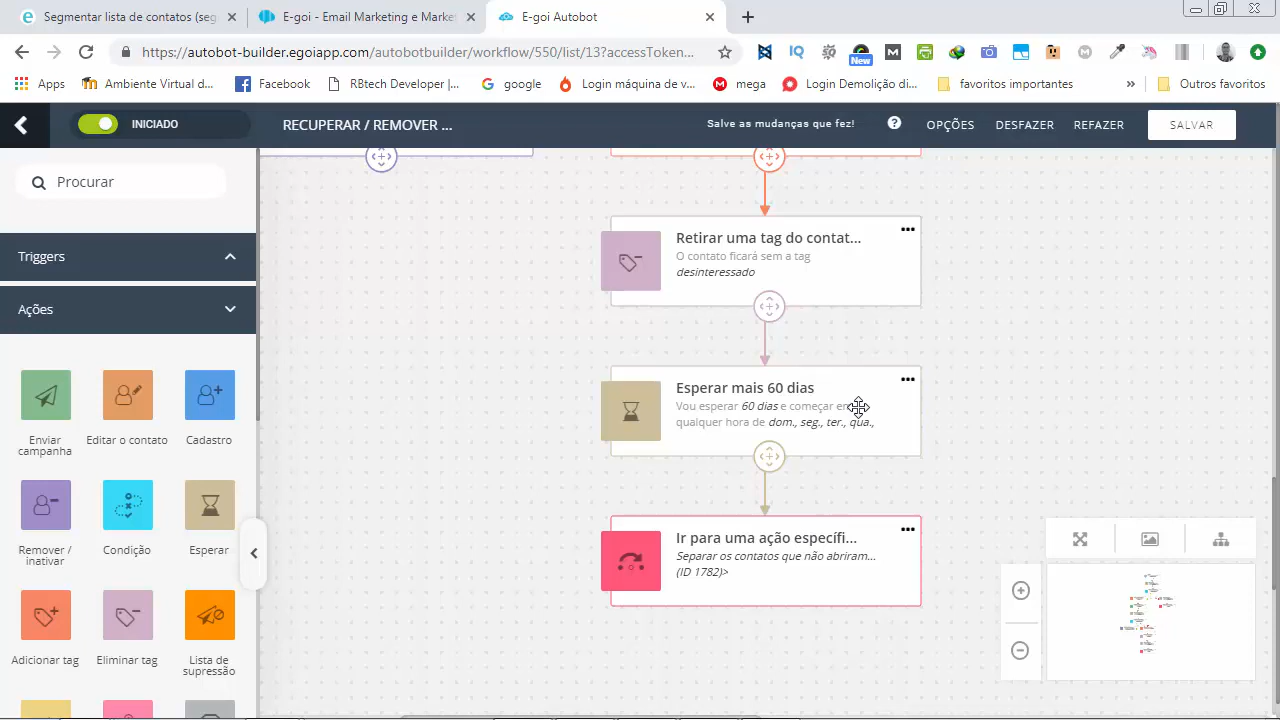 Segmentar lista de contatos (seg
E-goi - Email Marketing e Marke
E-goi Autobot
https://autobot-builder.egoiapp.com/autobotbuilder/workflow/550/list/13?accessToken...
New
Apps
Ambiente Virtual d...
Facebook
RBtech Developer |...
google
Login máquina de v...
mega
Login Demolição di...
favoritos importantes
»
Outros favoritos
INICIADO
RECUPERAR / REMOVER ...
Salve as mudanças que fez!
OPÇÕES
DESFAZER
REFAZER
SALVAR
Procurar
Triggers
Ações
Enviar
campanha
Editar o contato
Cadastro
Remover /
inativar
Condição
Esperar
Adicionar tag
Eliminar tag
Lista de
supressão
Retirar uma tag do contat...
O contato ficará sem a tag
desinteressado
Esperar mais 60 dias
Vou esperar 60 dias e começar
qualquer hora de dom., seg., ter., qua.,
Ir para uma ação específi...
Separar os contatos que não abriram...
(ID 1782)>